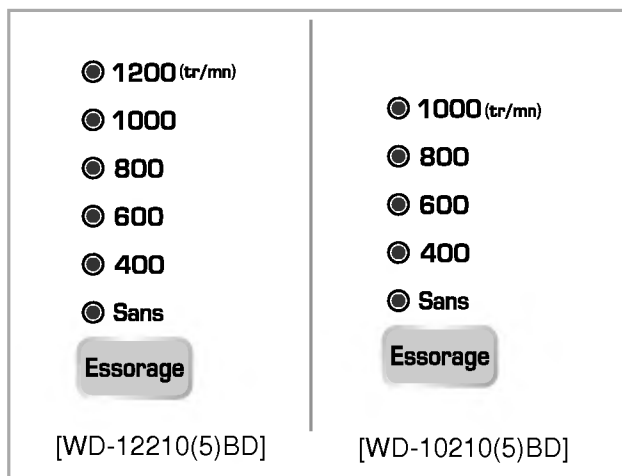 1200 (tr/mn)
1000
800
600
400
Sans
Essorage
[WD-12210(5)BD]
1000 (tr/mn)
800
600
400
Sans
Essorage
[WD-10210(5)BD]